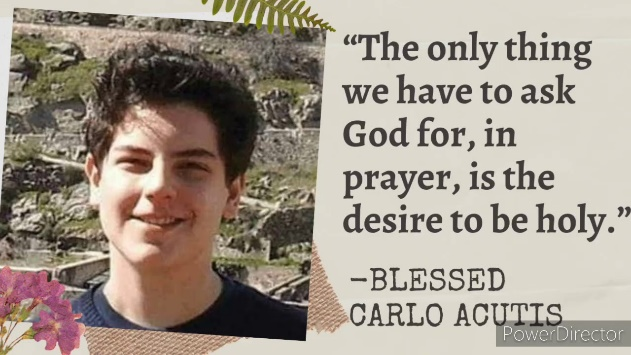 “The only thing
we have to ask
God for, in
prayer, is the
desire to be holy.”
–BLESSED
CARLO ACUTIS
PowerDirector